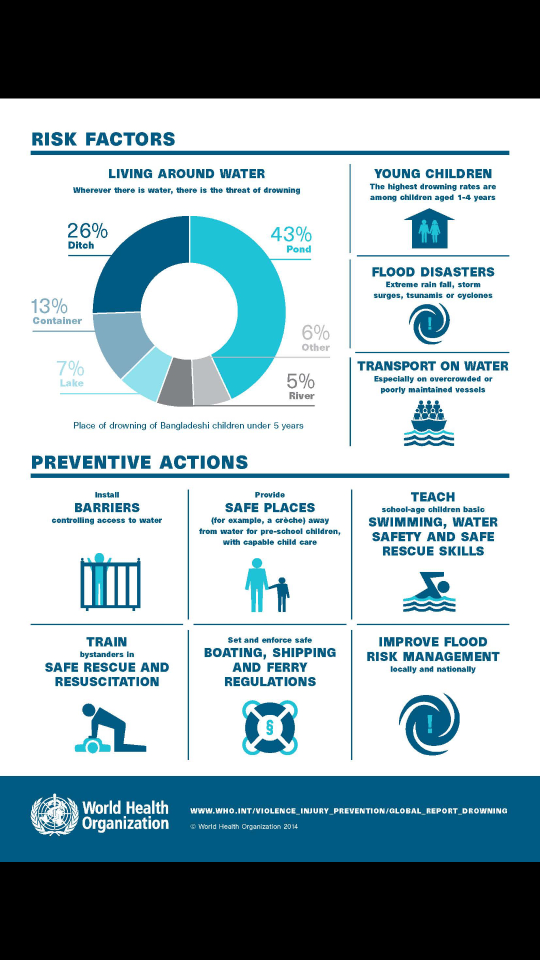 RISK FACTORS
LIVING AROUND WATER
Wherever there is water, there is the threat of drowning
26%
Ditch
43%
Pond
13%
Container
6%
Other
7%
Lake
5%
River
Place of drowning of Bangladeshi children under 5 years
YOUNG CHILDREN
The highest drowning rates are
among children aged 1-4 years
FLOOD DISASTERS
Extreme rain fall, storm
surges, tsunamis or cyclones
!
TRANSPORT ON WATER
Especially on overcrowded or
poorly maintained vessels
PREVENTIVE ACTIONS
Install
BARRIERS
controlling access to water
Provide
SAFE PLACES
(for example, a crèche) away
from water for pre-school children,
with capable child care
TEACH
school-age children basic
SWIMMING, WATER
SAFETY AND SAFE
RESCUE SKILLS
TRAIN
bystanders in
SAFE RESCUE AND
RESUSCITATION
Set and enforce safe
BOATING, SHIPPING
AND FERRY
REGULATIONS
§
IMPROVE FLOOD
RISK MANAGEMENT
locally and nationally
!
World Health
Organization
WWW.WHO.INT/VIOLENCE_INJURY_PREVENTION/GLOBAL_REPORT_DROWNING
© World Health Organization 2014